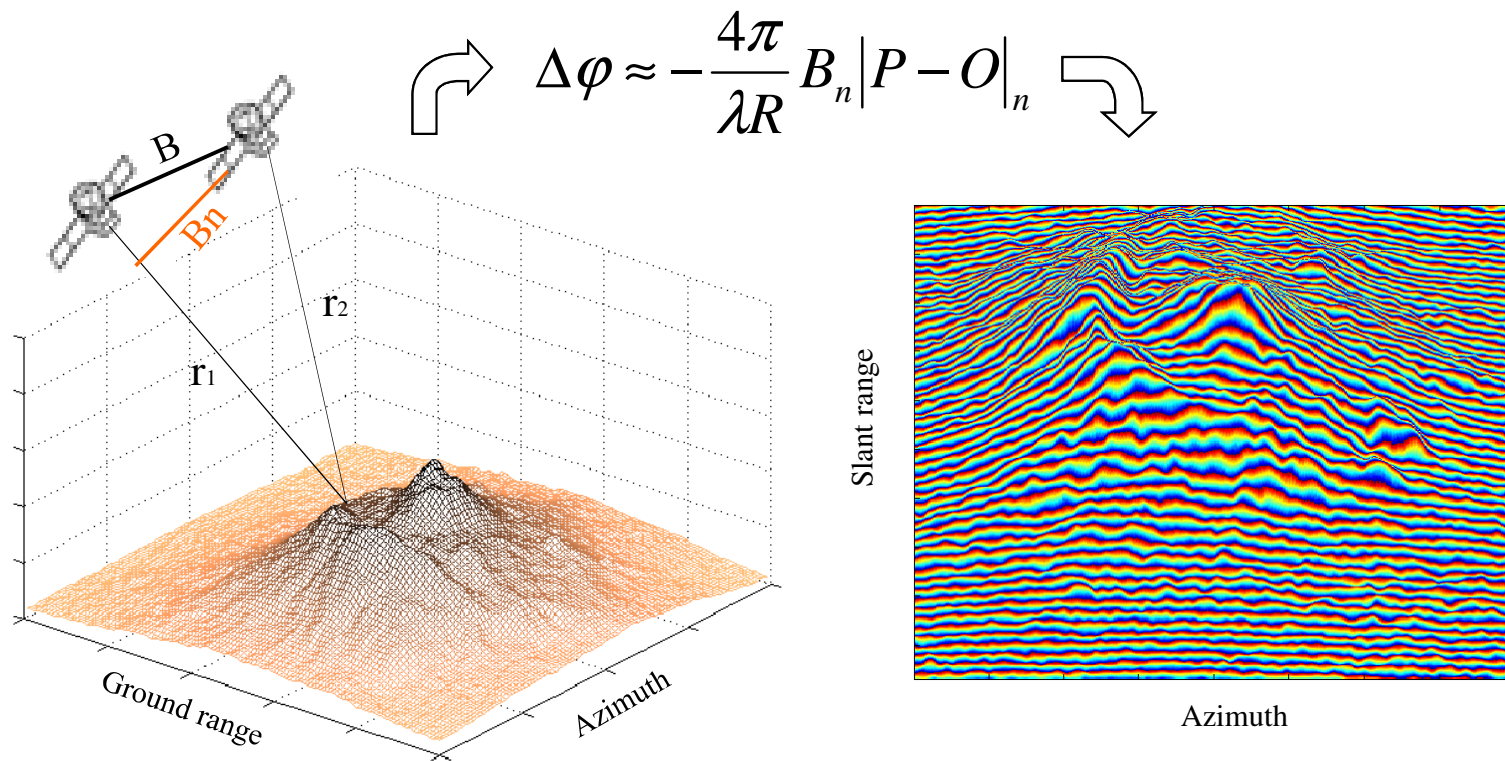 Δφ ≈ − 4π/λR Bₙ|P − O|ₙ
B
Bn
r₂
r₁
Ground range
Azimuth
Slant range
Azimuth